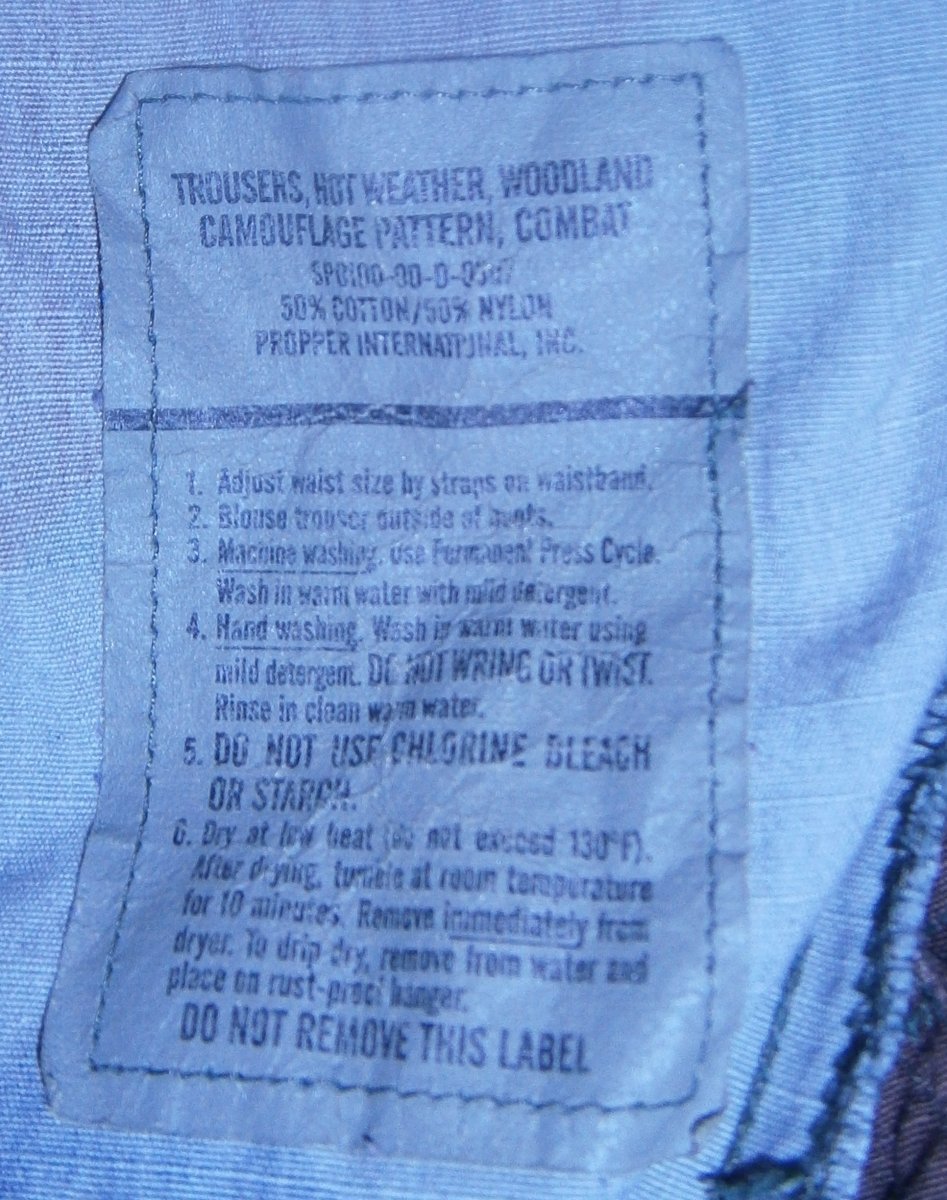 TROUSERS, HOT WEATHER, WOODLAND
CAMOUFLAGE PATTERN, COMBAT
50% COTTON/50% NYLON
PROPPER INTERNATIONAL, INC.
1. Adjust waist size by straps on waistband.
2. Blouse trouser outside of boots.
3. Machine washing. Use Permanent Press Cycle.
Wash in warm water with mild detergent.
4. Hand washing. Wash in warm water using
mild detergent. DO NOT WRING OR TWIST.
Rinse in clean warm water.
5. DO NOT USE CHLORINE BLEACH
OR STARCH.
6. Dry at low heat (do not exceed 130°F).
After drying, tumble at room temperature
for 10 minutes. Remove immediately from
dryer. To drip dry, remove from water and
place on rust-proof hanger.
DO NOT REMOVE THIS LABEL